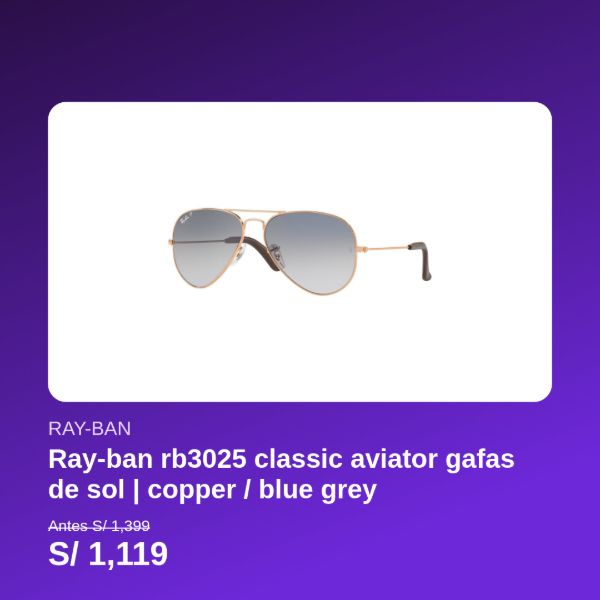 RAY-BAN
Ray-ban rb3025 classic aviator gafas
de sol | copper / blue grey
Antes S/ 1,399
S/ 1,119